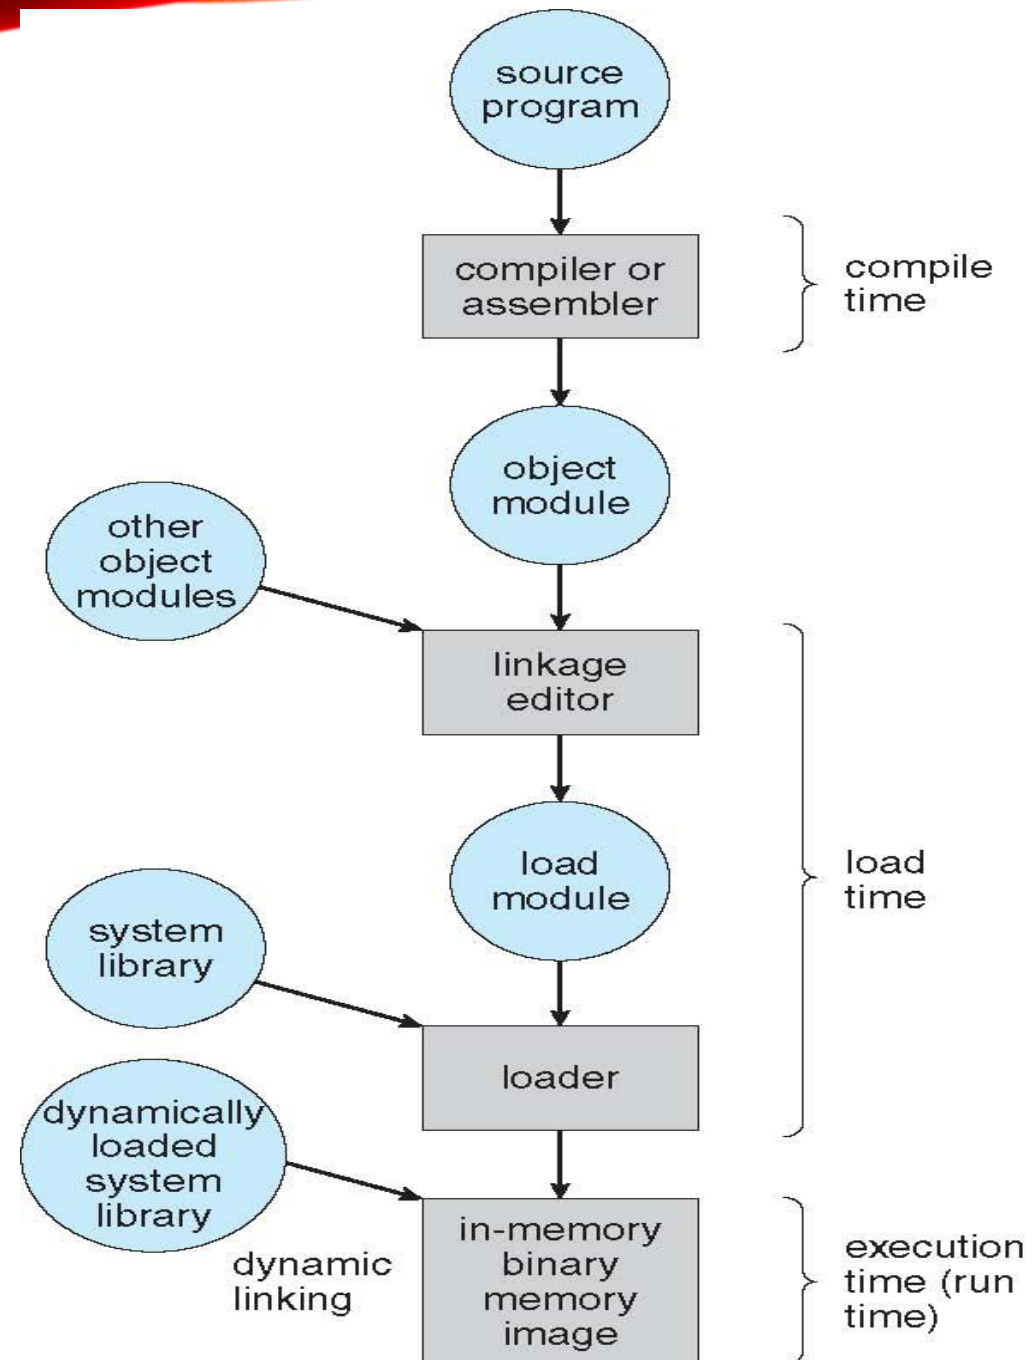 source
program
compiler or
assembler
compile
time
object
module
other
object
modules
linkage
editor
load
module
load
time
system
library
loader
dynamically
loaded
system
library
dynamic
linking
in-memory
binary
memory
image
execution
time (run
time)